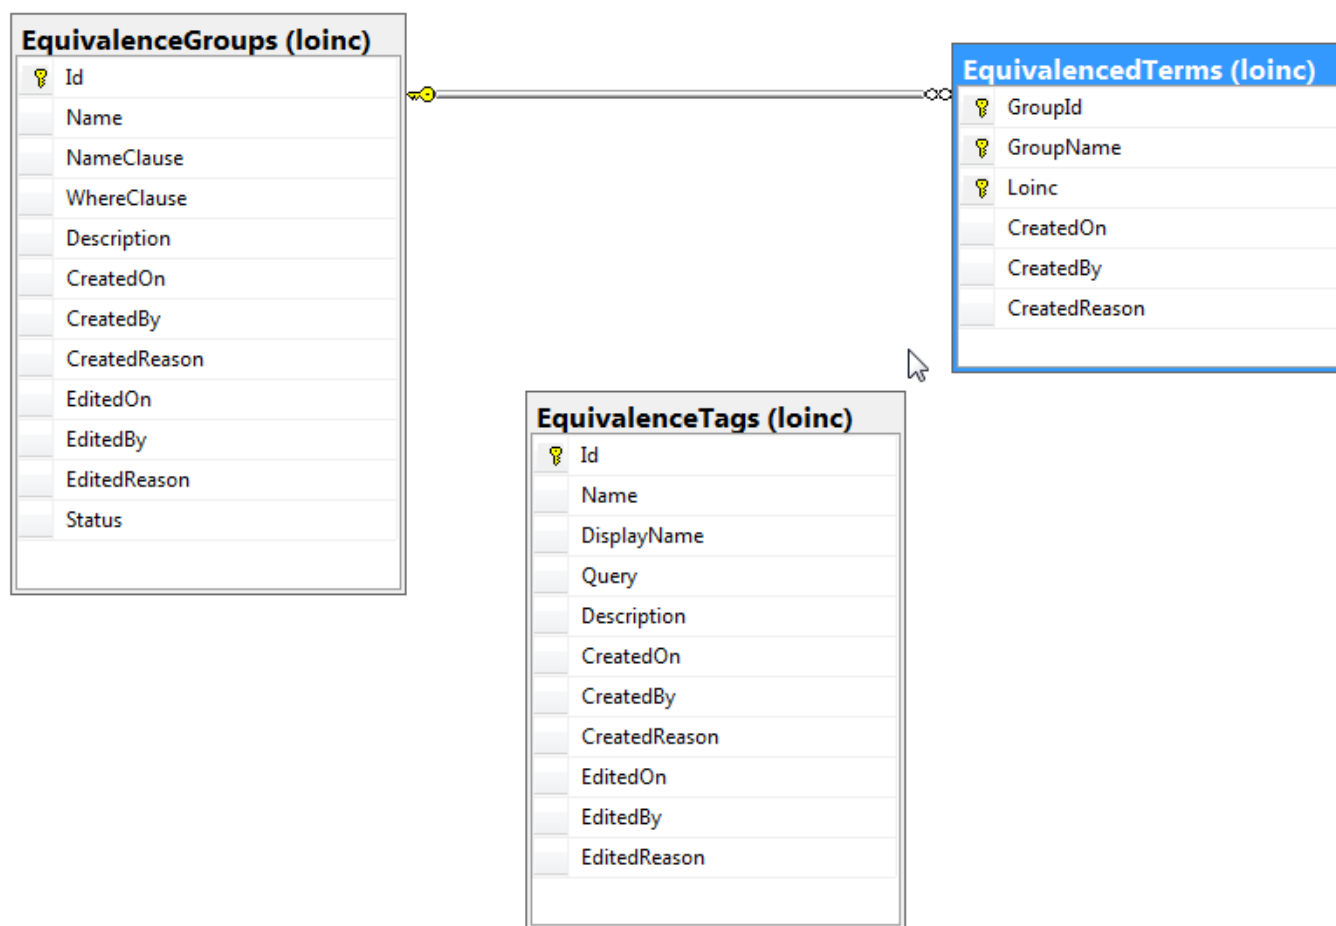 EquivalenceGroups (loinc)
Id
Name
NameClause
WhereClause
Description
CreatedOn
CreatedBy
CreatedReason
EditedOn
EditedBy
EditedReason
Status
EquivalencedTerms (loinc)
GroupId
GroupName
Loinc
CreatedOn
CreatedBy
CreatedReason
EquivalenceTags (loinc)
Id
Name
DisplayName
Query
Description
CreatedOn
CreatedBy
CreatedReason
EditedOn
EditedBy
EditedReason